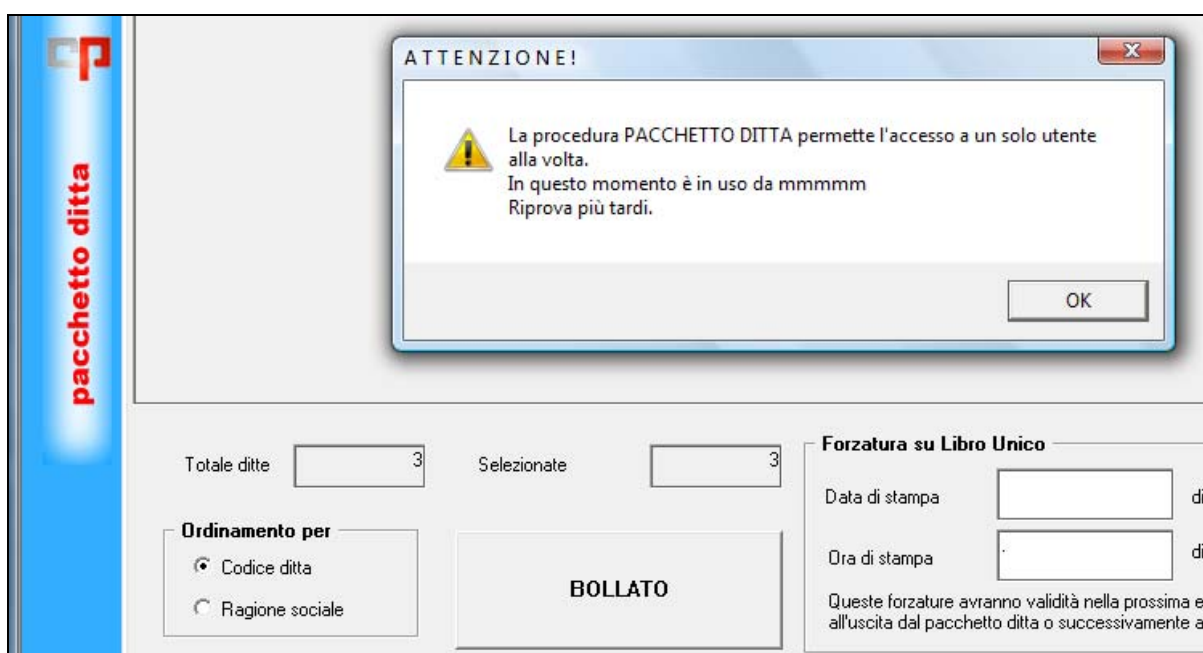 cp
pacchetto ditta
ATTENZIONE!
La procedura PACCHETTO DITTA permette l'accesso a un solo utente
alla volta.
In questo momento è in uso da mmmmm
Riprova più tardi.
OK
Totale ditte 3 Selezionate 3
Ordinamento per
Codice ditta
Ragione sociale
BOLLATO
Forzatura su Libro Unico
Data di stampa
Ora di stampa
Queste forzature avranno validità nella prossima
all'uscita dal pacchetto ditta o successivamente